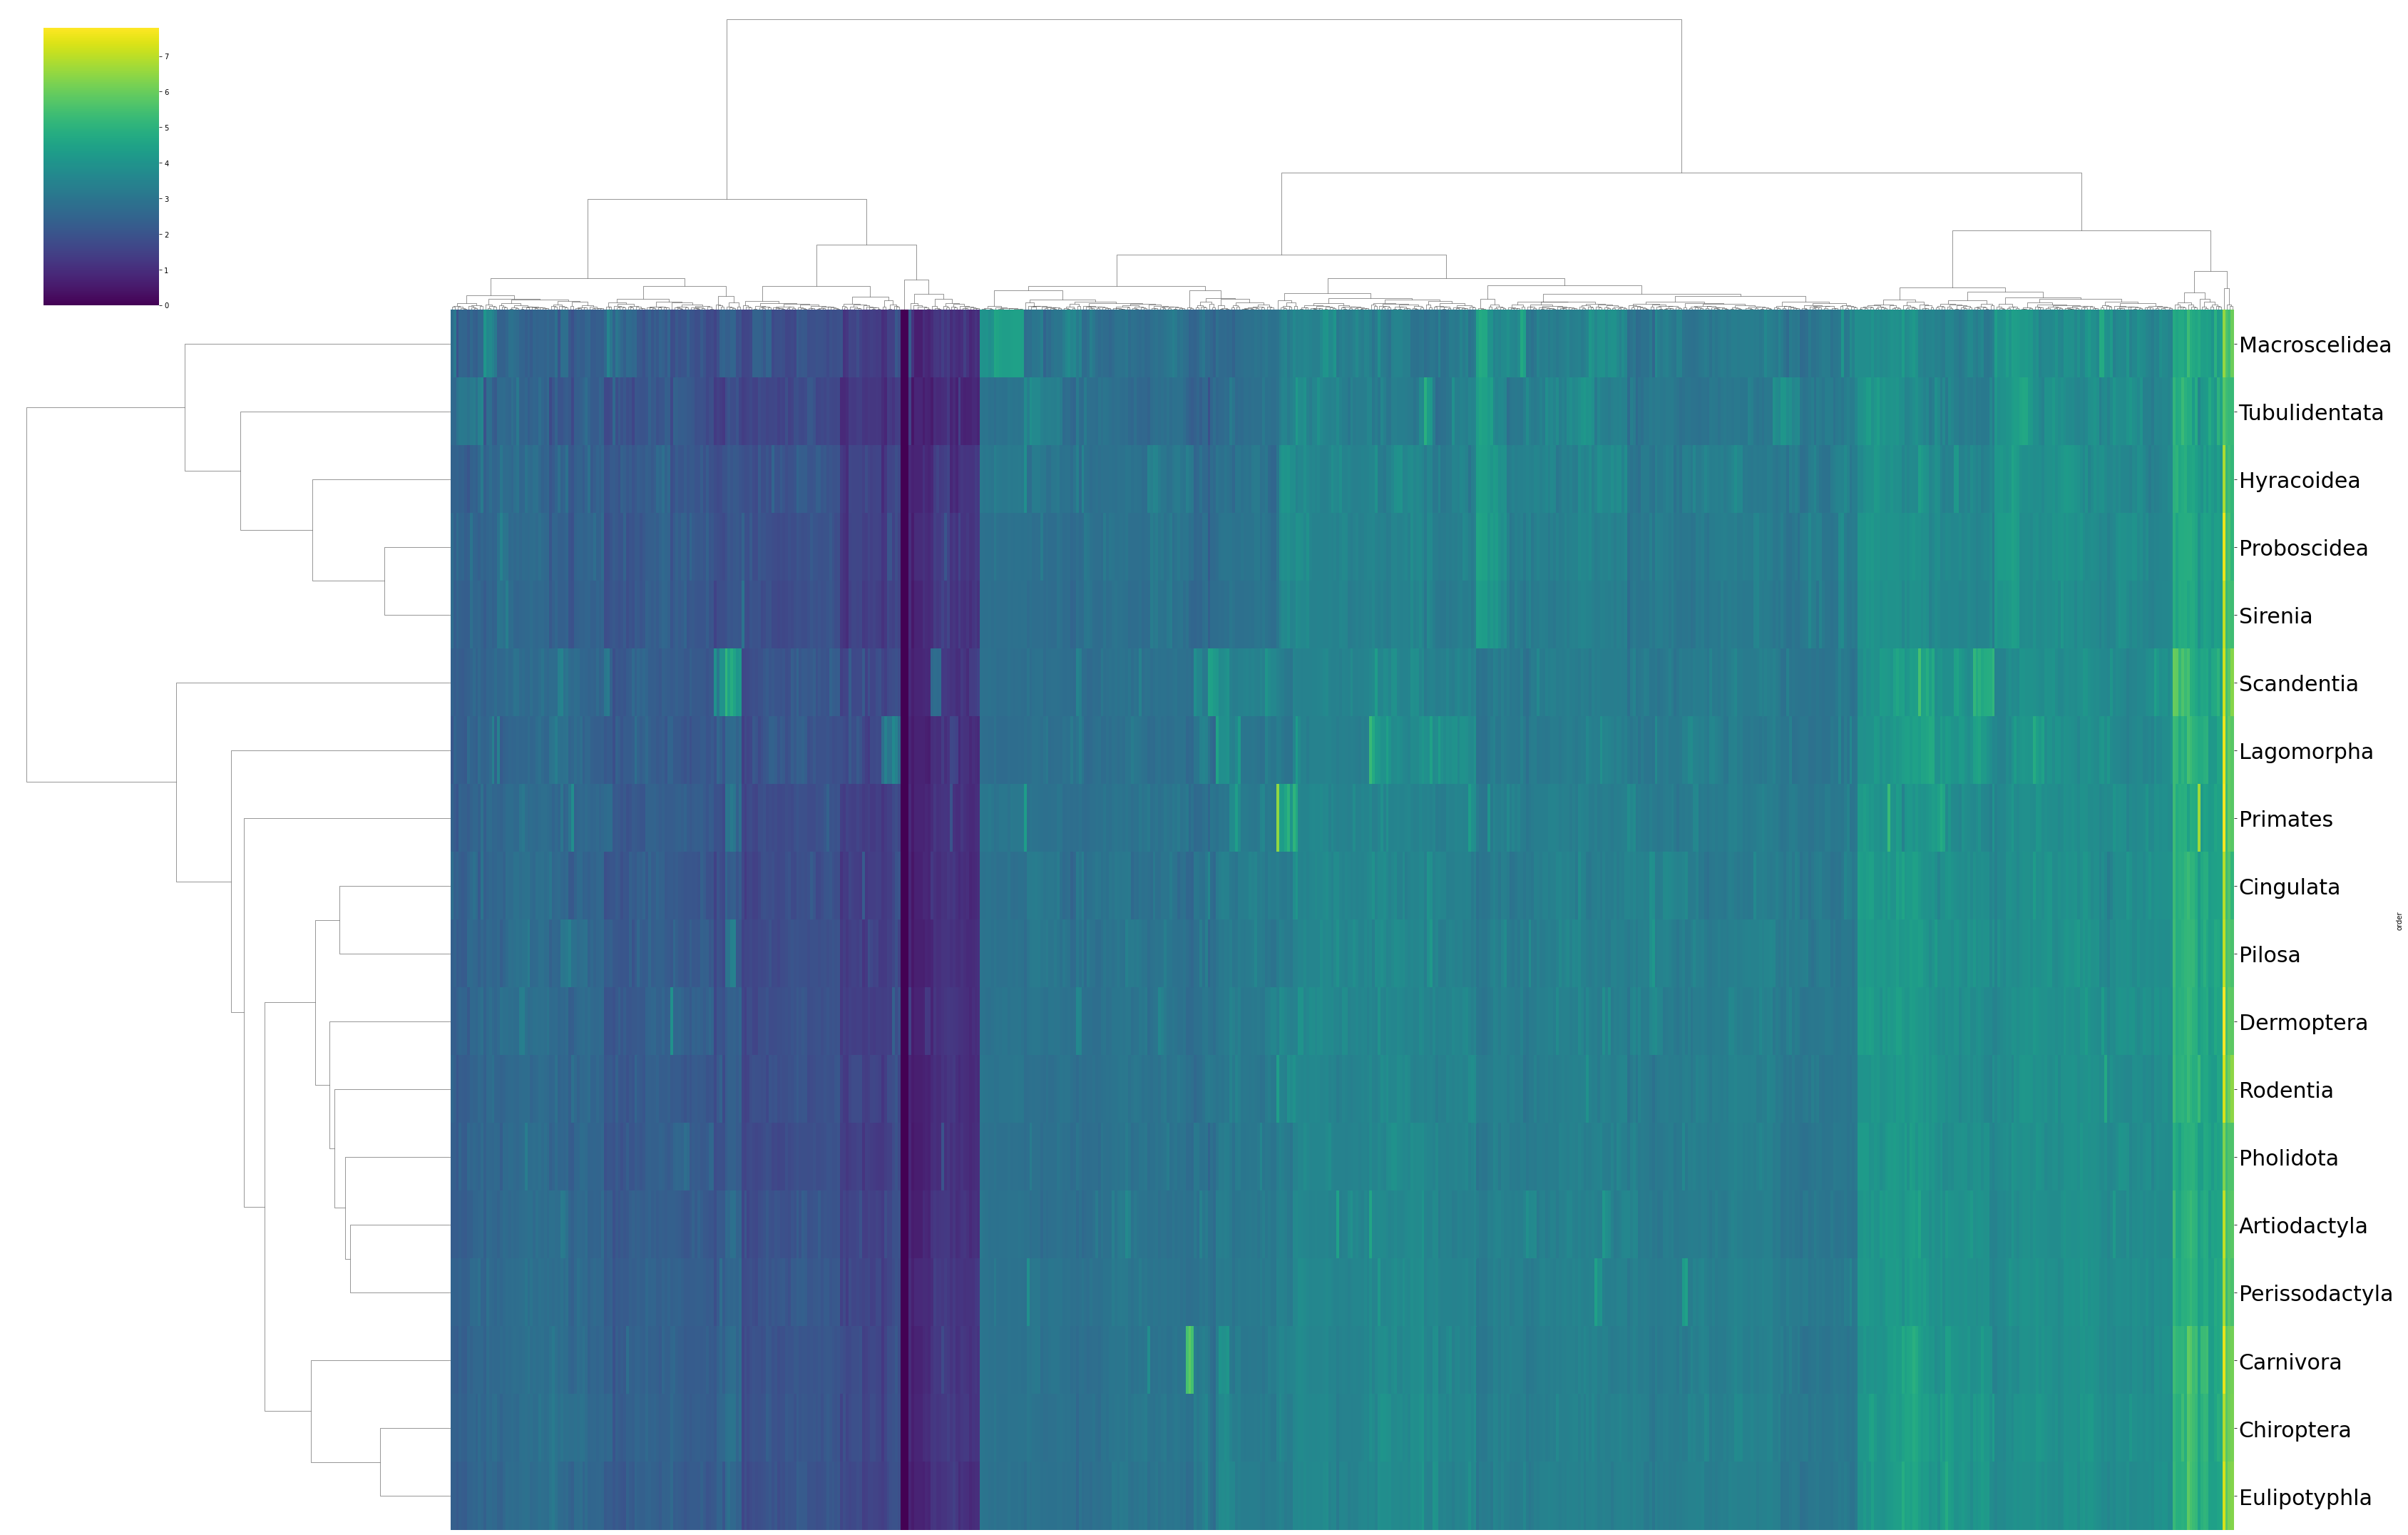 7
6
5
4
3
2
1
0
Macroscelidea
Tubulidentata
Hyracoidea
Proboscidea
Sirenia
Scandentia
Lagomorpha
Primates
Cingulata
Pilosa
Dermoptera
Rodentia
Pholidota
Artiodactyla
Perissodactyla
Carnivora
Chiroptera
Eulipotyphla
order